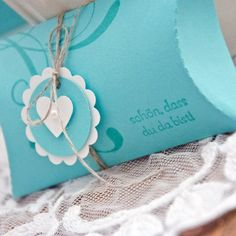 schön, dass
du da bist!